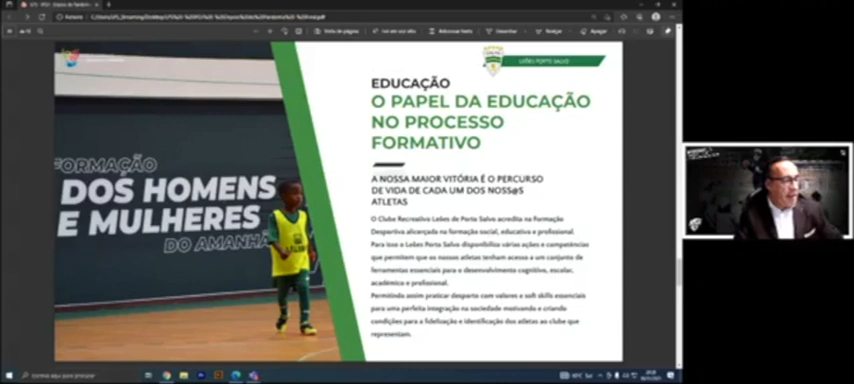 LEÕES PORTO SALVO
EDUCAÇÃO
O PAPEL DA EDUCAÇÃO
NO PROCESSO
FORMATIVO
FORMAÇÃO
DOS HOMENS
E MULHERES
DO AMANHÃ
A NOSSA MAIOR VITÓRIA É O PERCURSO
DE VIDA DE CADA UM DOS NOSS@S
ATLETAS
O Clube Recreativo Leões de Porto Salvo acredita na Formação
Desportiva alicerçada na formação social, educativa e profissional.
Para isso o Leões Porto Salvo disponibiliza várias ações e competências
que permitem que os nossos atletas tenham acesso a um conjunto de
ferramentas essenciais para o desenvolvimento cognitivo, escolar,
académico e profissional.
Permitindo assim praticar desporto com valores e soft skills essenciais
para uma perfeita integração na sociedade motivando e criando
condições para a fidelização e identificação dos atletas ao clube que
representam.